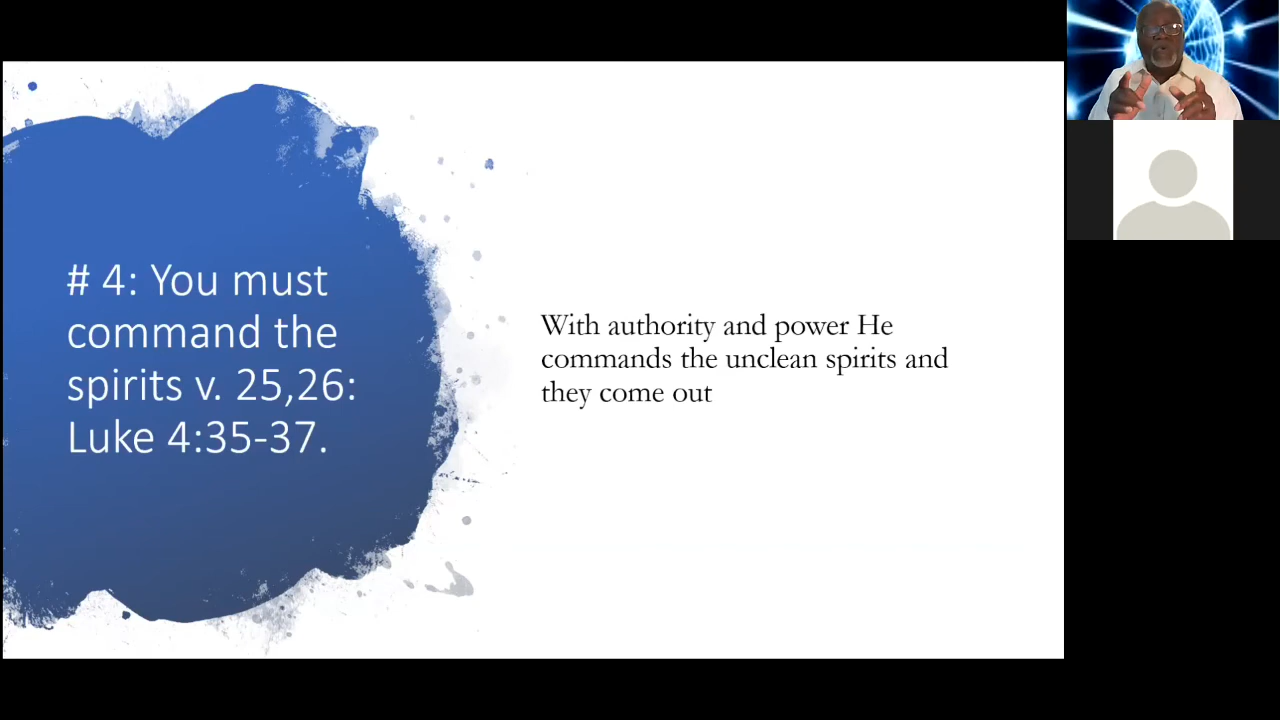 # 4: You must
command the
spirits v. 25,26:
Luke 4:35-37.
With authority and power He
commands the unclean spirits and
they come out